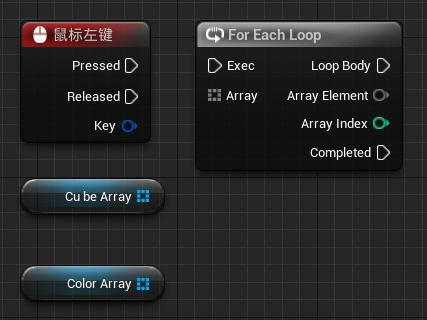 鼠标左键
Pressed
Released
Key
For Each Loop
Exec
Loop Body
Array
Array Element
Array Index
Completed
Cu be Array
Color Array